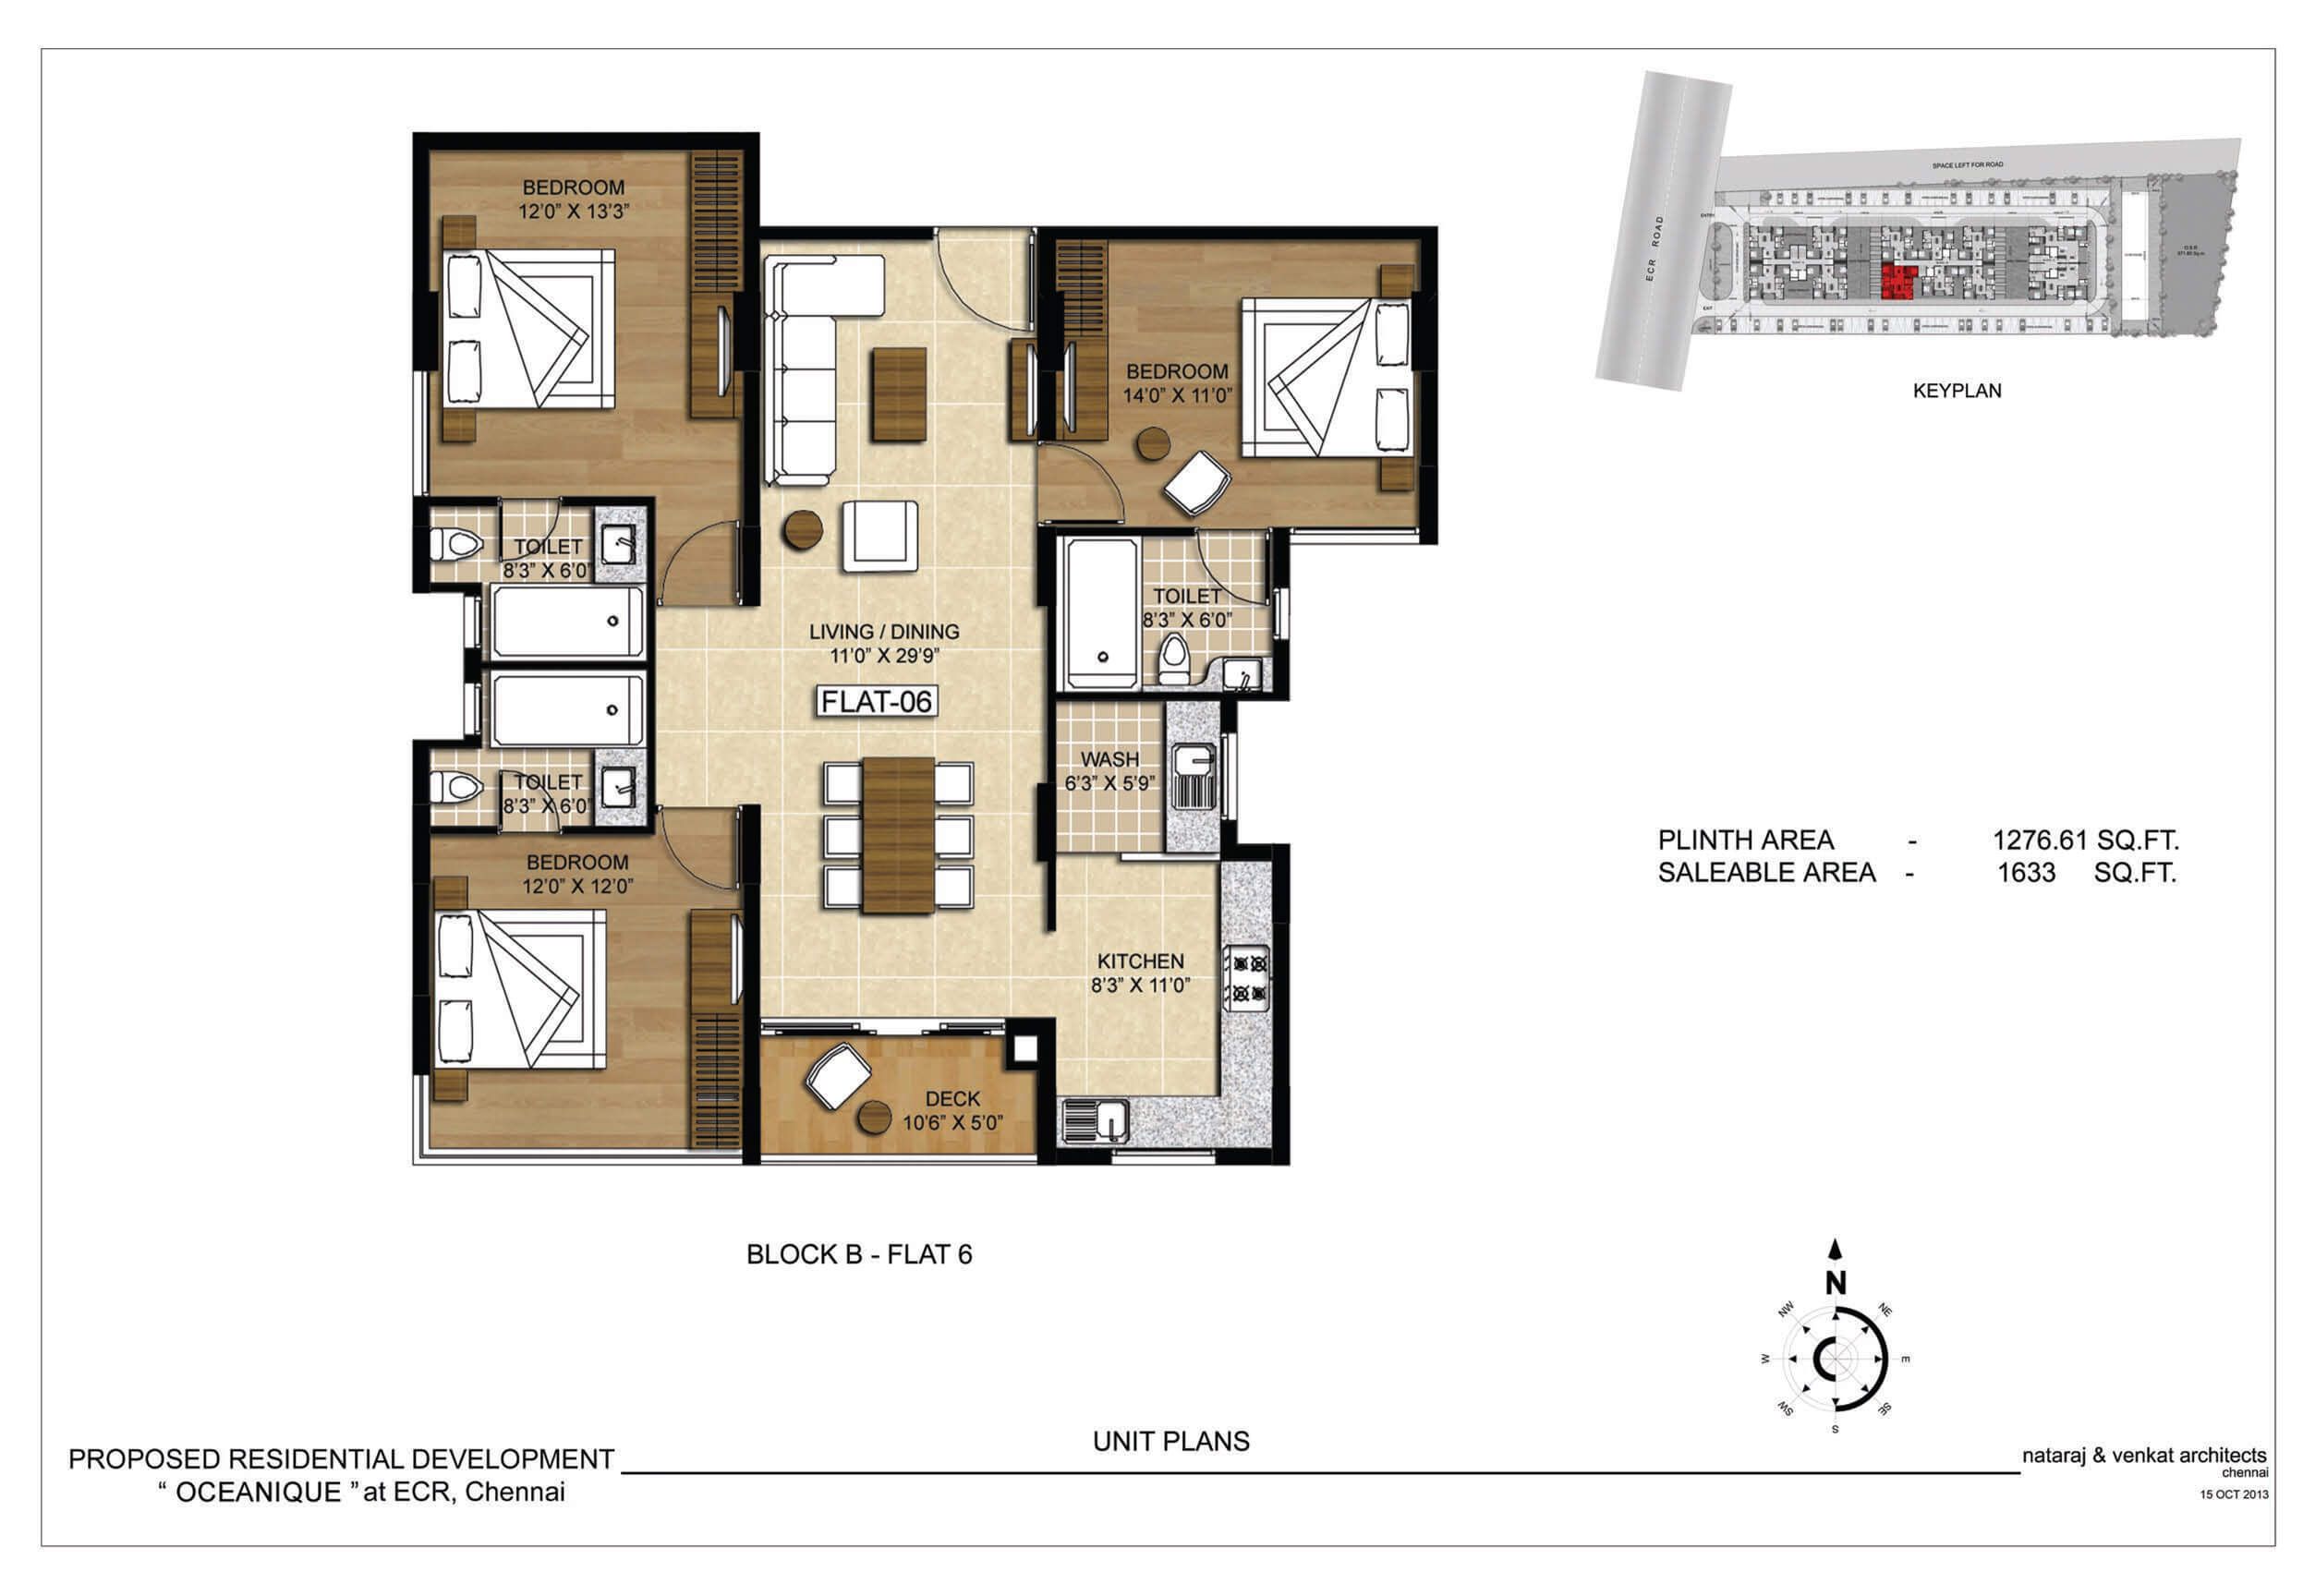 SPACE LEFT FOR ROAD
ECR ROAD
ENTRY
EXIT
O.S.R
KEYPLAN
BEDROOM
12'0" X 13'3"
BEDROOM
14'0" X 11'0"
TOILET
8'3" X 6'0"
TOILET
8'3" X 6'0"
LIVING / DINING
11'0" X 29'9"
FLAT-06
WASH
6'3" X 5'9"
TOILET
8'3" X 6'0"
BEDROOM
12'0" X 12'0"
KITCHEN
8'3" X 11'0"
DECK
10'6" X 5'0"
PLINTH AREA - 1276.61 SQ.FT.
SALEABLE AREA - 1633 SQ.FT.
BLOCK B - FLAT 6
N
NW
NE
W
E
SW
SE
S
UNIT PLANS
PROPOSED RESIDENTIAL DEVELOPMENT
“ OCEANIQUE ” at ECR, Chennai
nataraj & venkat architects
chennai
15 OCT 2013